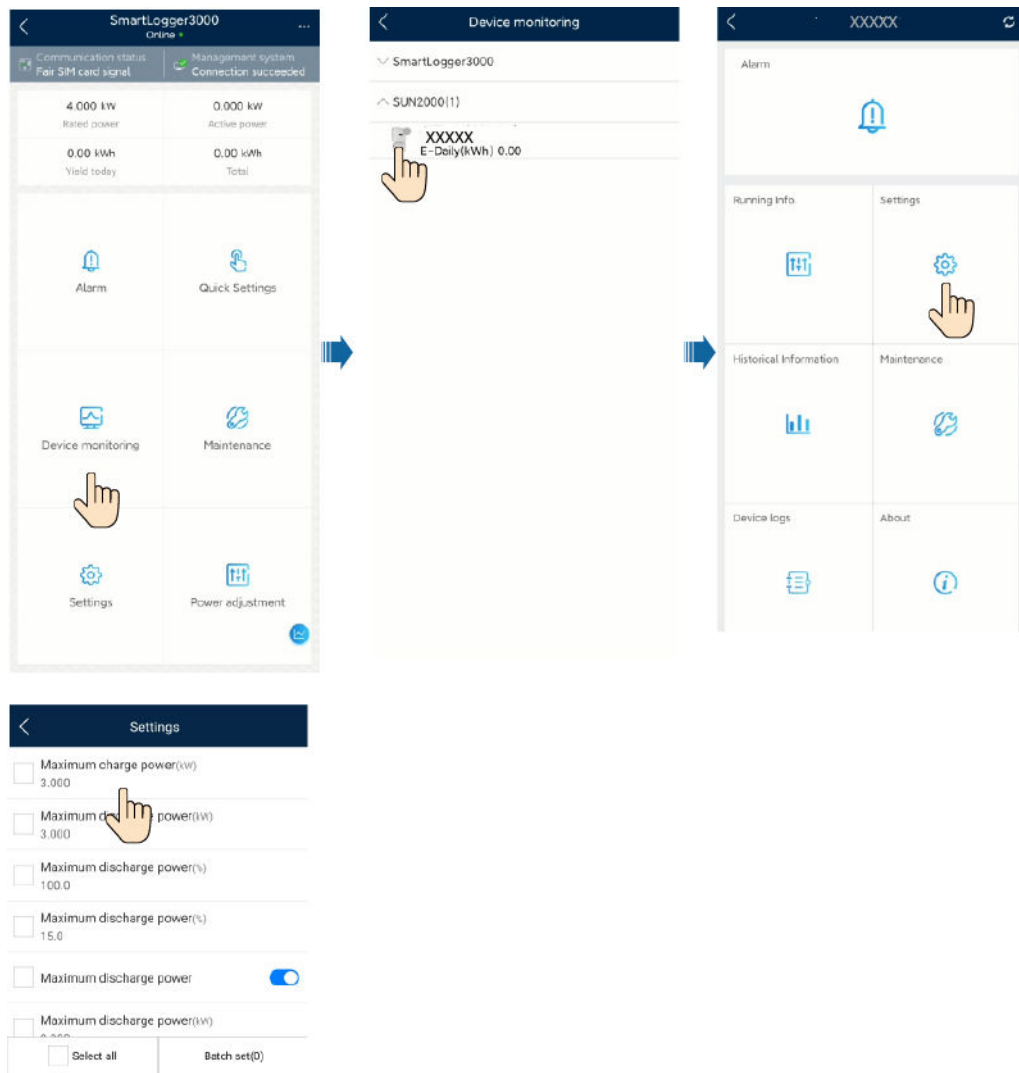 SmartLogger3000
...
Online
Communication status
Fair SIM card signal
Management system
Connection succeeded
4.000 kW
Rated power
0.000 kW
Active power
0.00 kWh
Yield today
0.00 kWh
Total
Alarm
Quick Settings
Device monitoring
Maintenance
Settings
Power adjustment
Device monitoring
SmartLogger3000
SUN2000(1)
XXXXX
E-Daily(kWh) 0.00
XXXXX
Alarm
Running Info.
Settings
Historical Information
Maintenance
Device logs
About
Settings
Maximum charge power(kW)
3.000
Maximum power(kW)
3.000
Maximum discharge power(%)
100.0
Maximum discharge power(%)
15.0
Maximum discharge power
Maximum discharge power(kW)
Select all
Batch set(0)